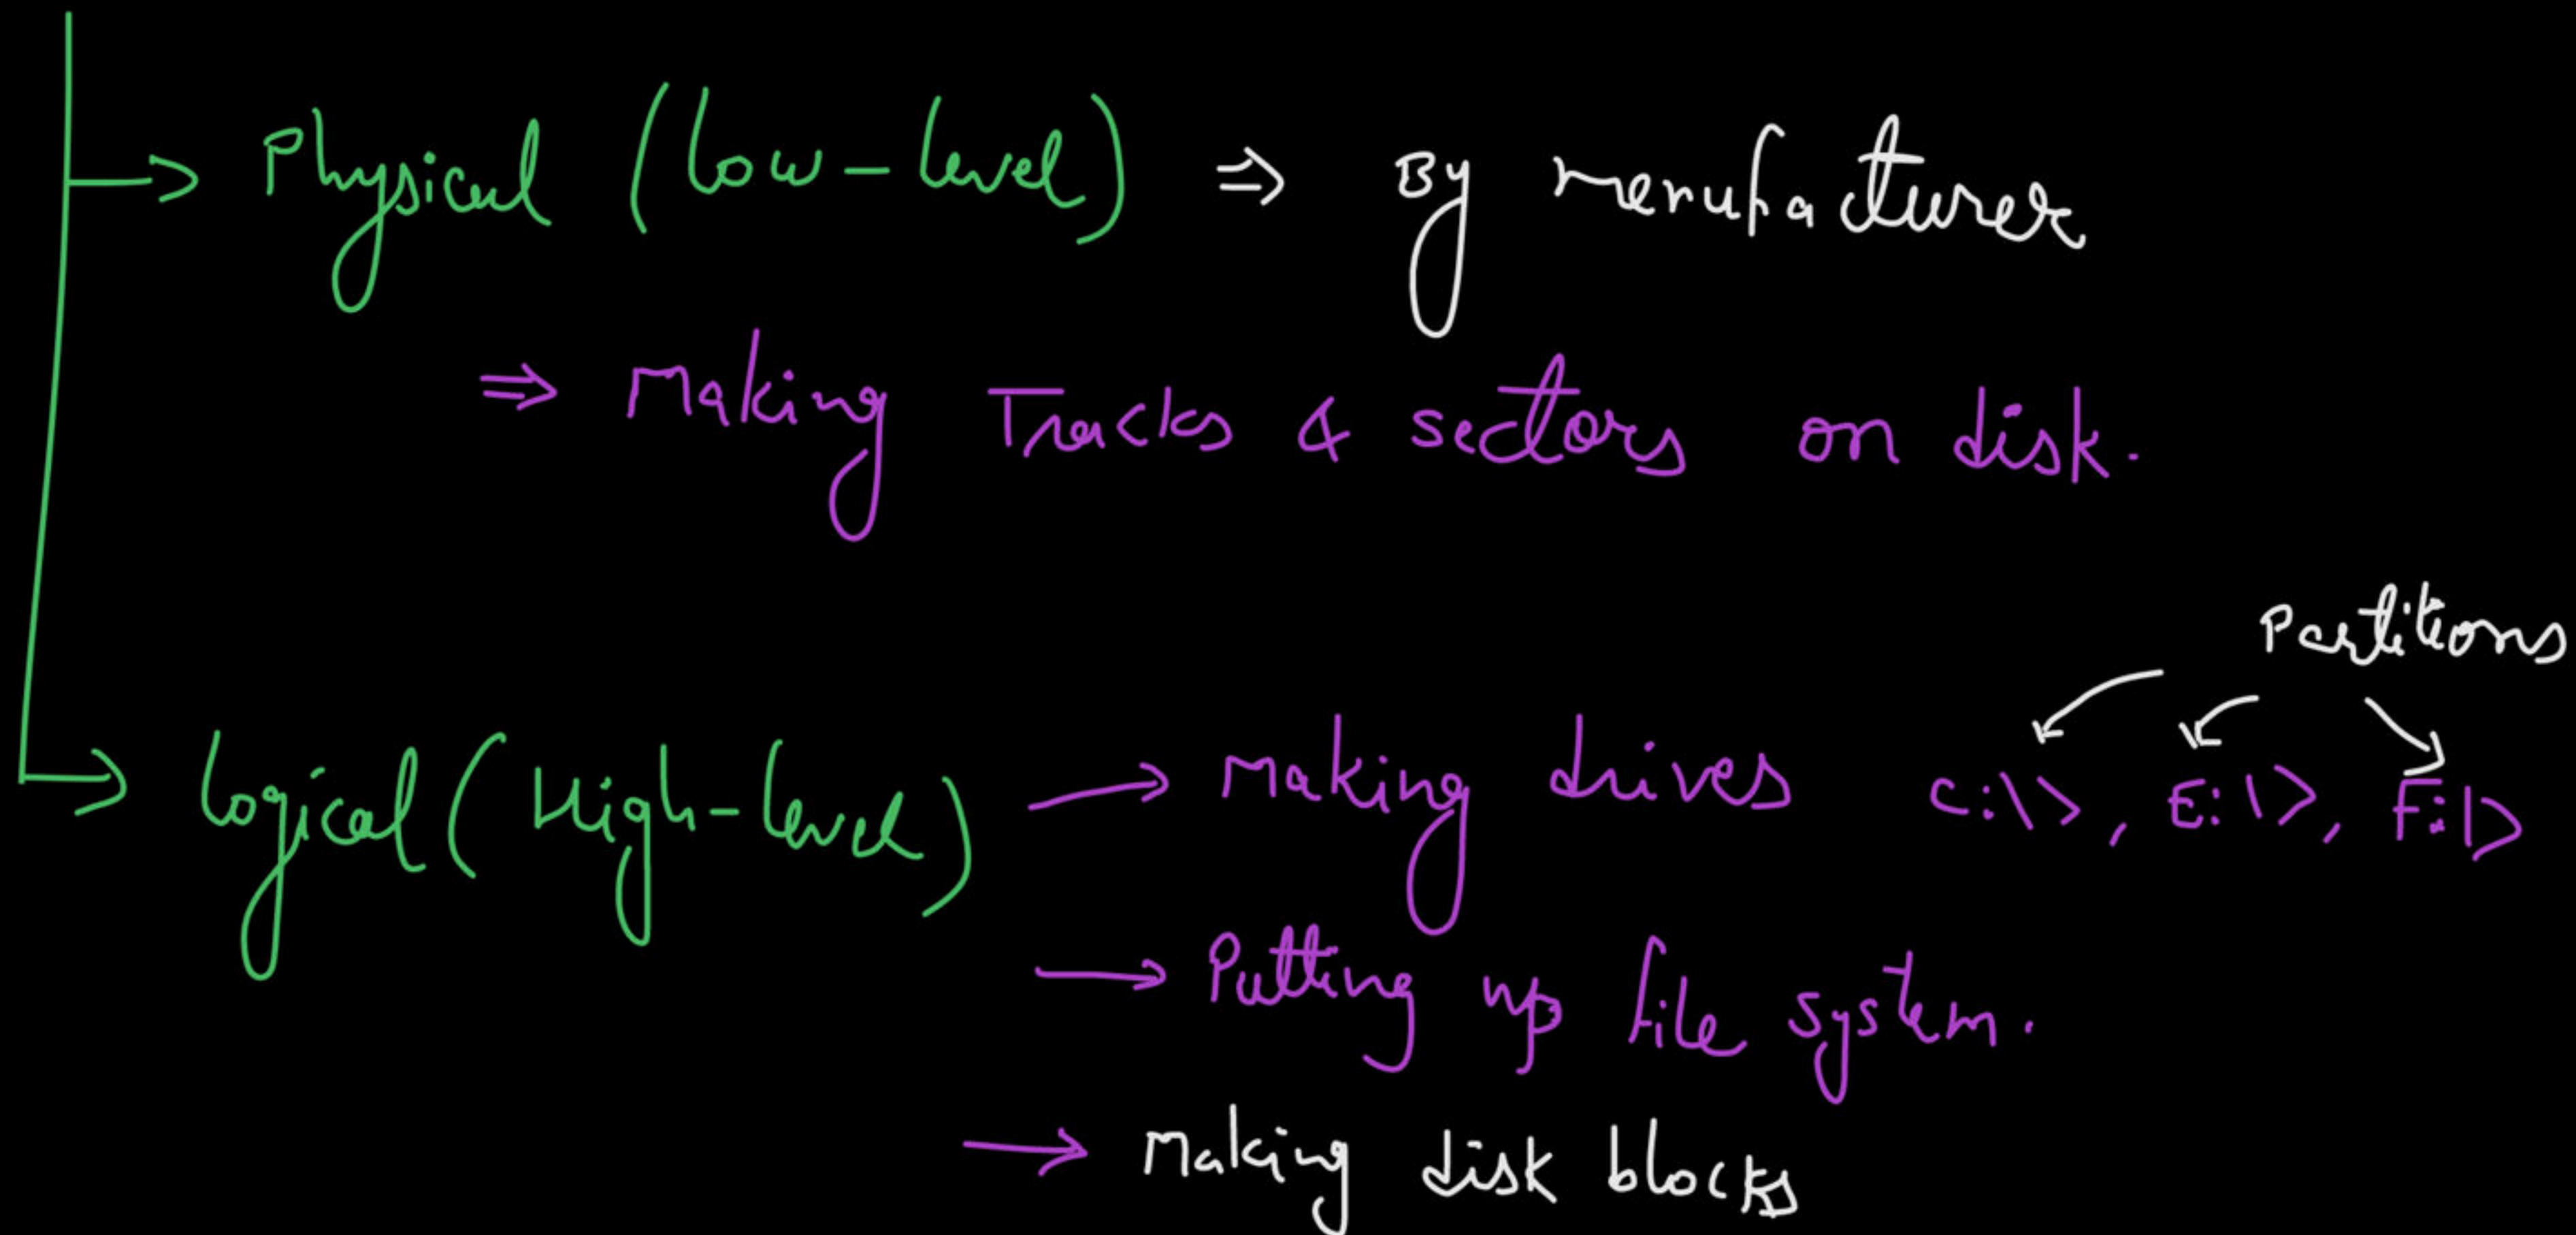 Physical (Low-level) ⇒ By menufacturer
⇒ Making Tracks & sectors on disk.
Partitions
Logical (High-level) → Making drives C:\>, E:\>, F:\>
→ Putting up file system.
→ Making disk blocks